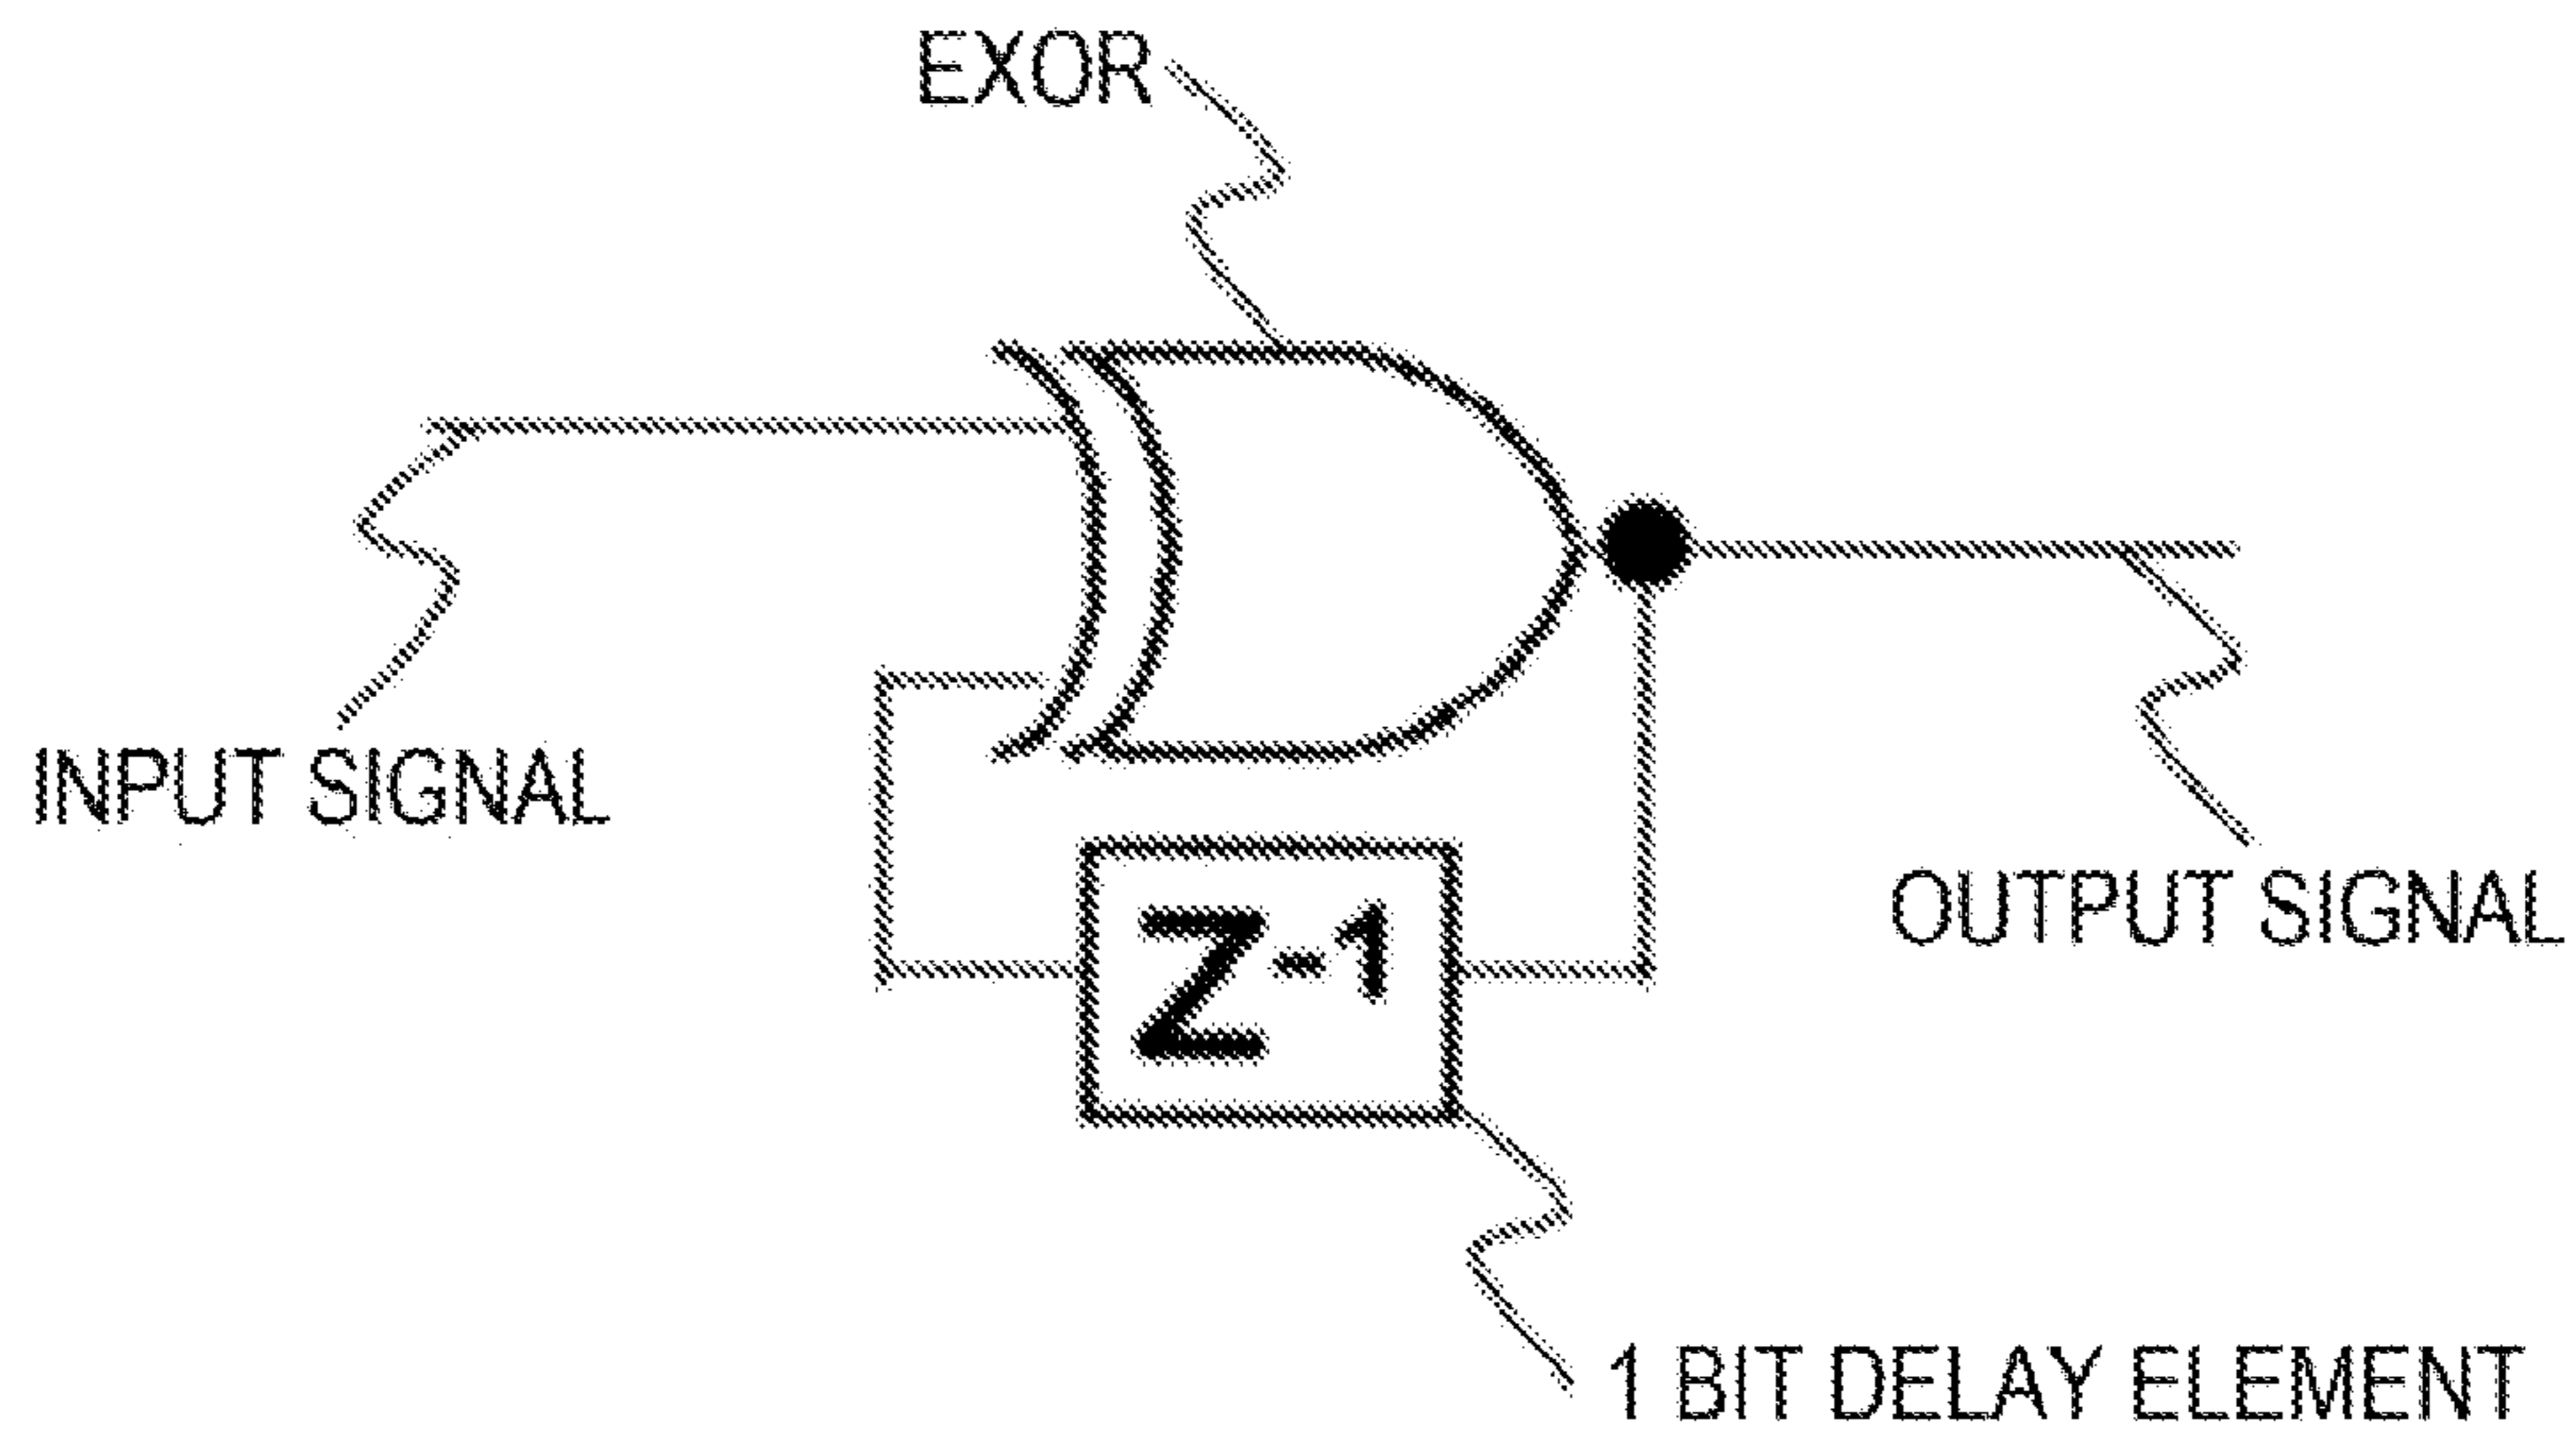 EXOR
INPUT SIGNAL
Z-1
OUTPUT SIGNAL
1 BIT DELAY ELEMENT